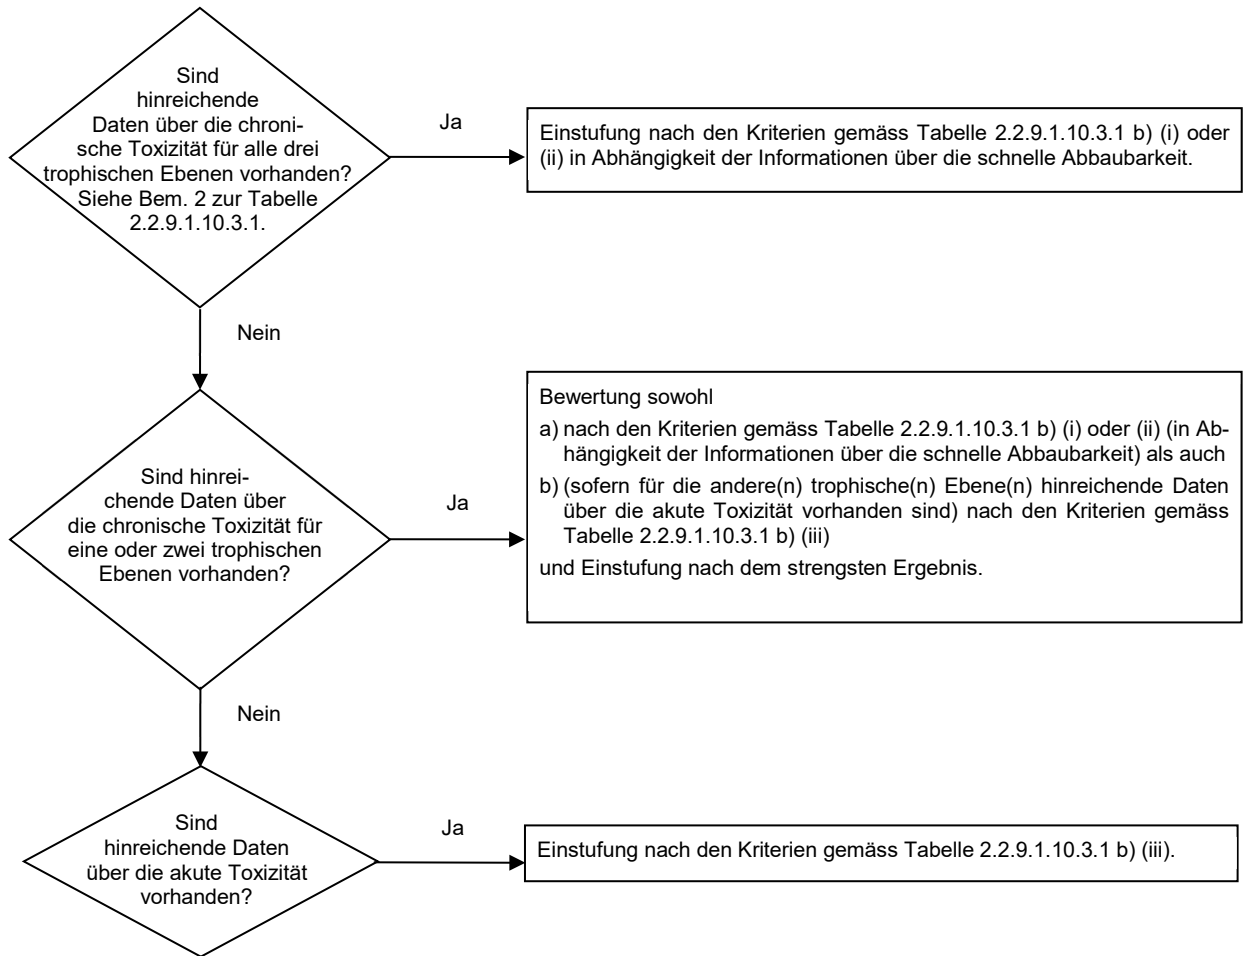 Sind
hinreichende
Daten über die chroni-
sche Toxizität für alle drei
trophischen Ebenen vorhanden?
Siehe Bem. 2 zur Tabelle
2.2.9.1.10.3.1.
Ja
Einstufung nach den Kriterien gemäss Tabelle 2.2.9.1.10.3.1 b) (i) oder
(ii) in Abhängigkeit der Informationen über die schnelle Abbaubarkeit.
Nein
Sind hinrei-
chende Daten über
die chronische Toxizität für
eine oder zwei trophischen
Ebenen vorhanden?
Ja
Bewertung sowohl
a) nach den Kriterien gemäss Tabelle 2.2.9.1.10.3.1 b) (i) oder (ii) (in Ab-
hängigkeit der Informationen über die schnelle Abbaubarkeit) als auch
b) (sofern für die andere(n) trophische(n) Ebene(n) hinreichende Daten
über die akute Toxizität vorhanden sind) nach den Kriterien gemäss
Tabelle 2.2.9.1.10.3.1 b) (iii)
und Einstufung nach dem strengsten Ergebnis.
Nein
Sind
hinreichende Daten
über die akute Toxizität
vorhanden?
Ja
Einstufung nach den Kriterien gemäss Tabelle 2.2.9.1.10.3.1 b) (iii).